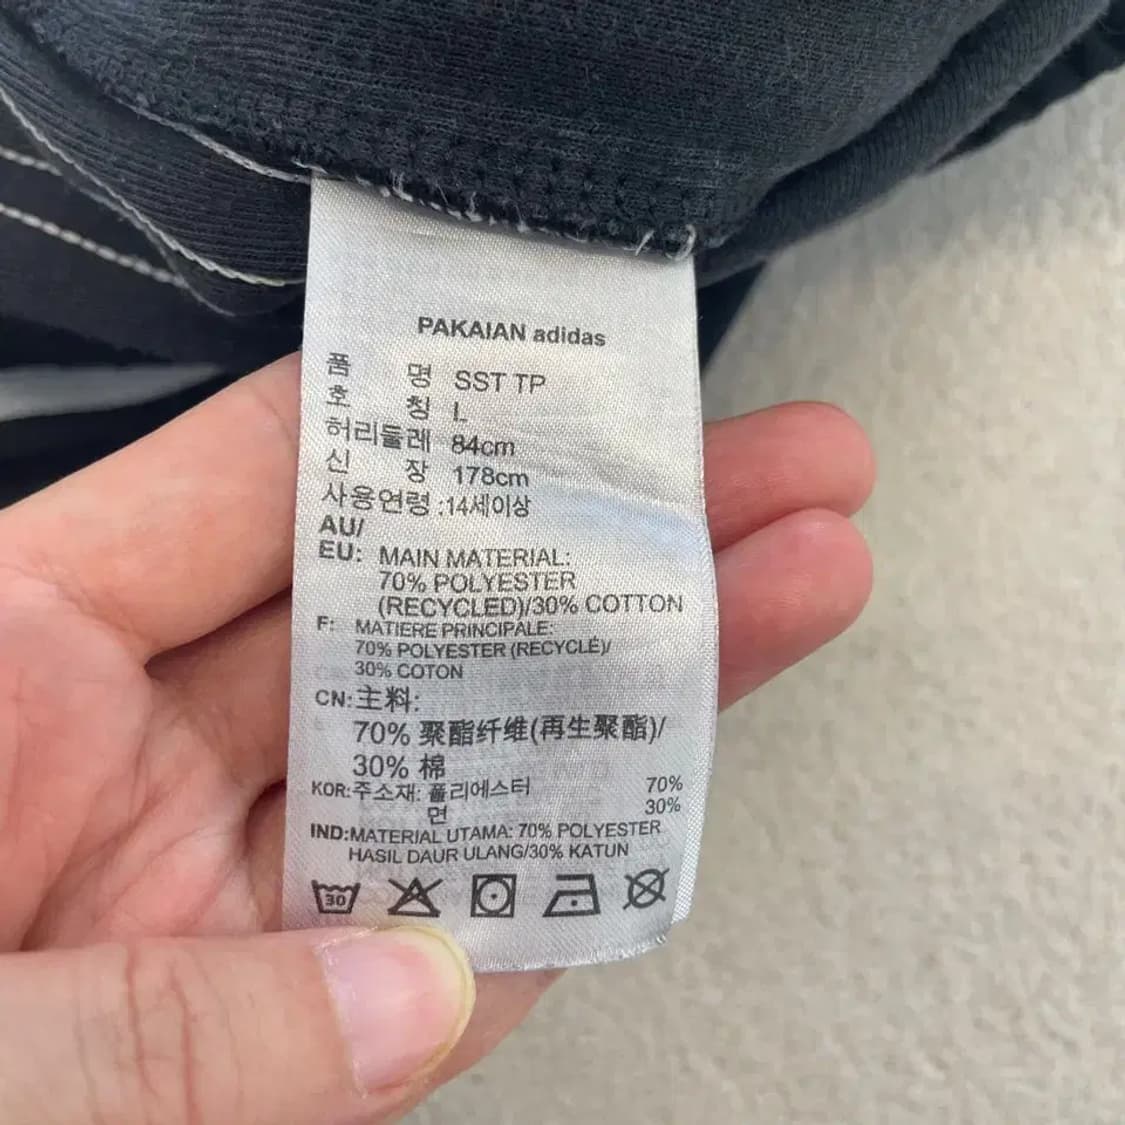 PAKAIAN adidas
품 명 SST TP
호 칭 L
허리둘레 84cm
신 장 178cm
사용연령 :14세이상
AU/
EU: MAIN MATERIAL:
70% POLYESTER
(RECYCLED)/30% COTTON
F: MATIERE PRINCIPALE:
70% POLYESTER (RECYCLÉ)/
30% COTON
CN:主料:
70% 聚酯纤维(再生聚酯)/
30% 棉
KOR:주소재: 폴리에스터 70%
면 30%
IND:MATERIAL UTAMA: 70% POLYESTER
HASIL DAUR ULANG/30% KATUN
30